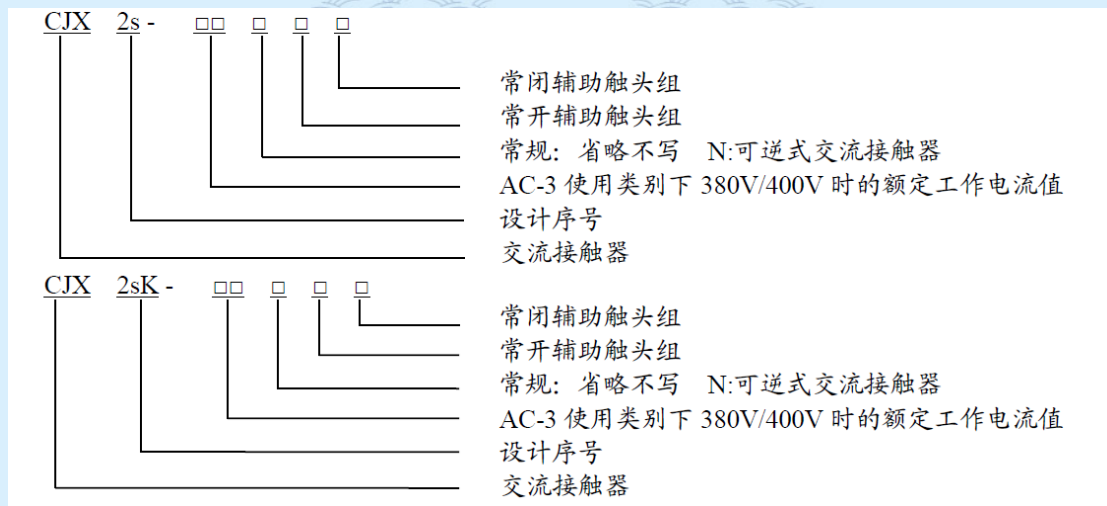 CJX 2s - □□ □ □ □
常闭辅助触头组
常开辅助触头组
常规：省略不写 N:可逆式交流接触器
AC-3 使用类别下 380V/400V 时的额定工作电流值
设计序号
交流接触器
CJX 2sK - □□ □ □ □
常闭辅助触头组
常开辅助触头组
常规：省略不写 N:可逆式交流接触器
AC-3 使用类别下 380V/400V 时的额定工作电流值
设计序号
交流接触器